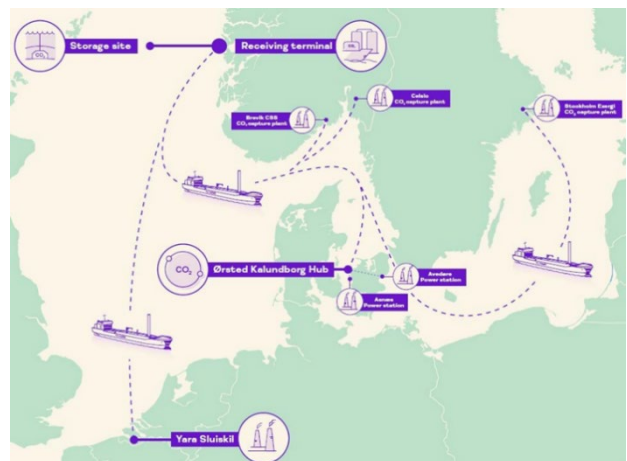 Storage site
Receiving terminal
CO₂
Celsio
CO₂ capture plant
Brevik CBS
CO₂ capture plant
Stockholm Exergi
CO₂ capture plant
CO₂
Ørsted Kalundborg Hub
Avedøre
Power station
Asnæs
Power station
Yara Sluiskil